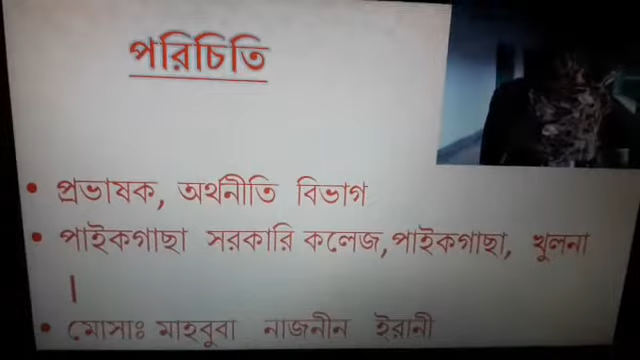 পরিচিতি
প্রভাষক, অর্থনীতি বিভাগ
পাইকগাছা সরকারি কলেজ,পাইকগাছা, খুলনা
।
মোসাঃ মাহবুবা নাজনীন ইরানী